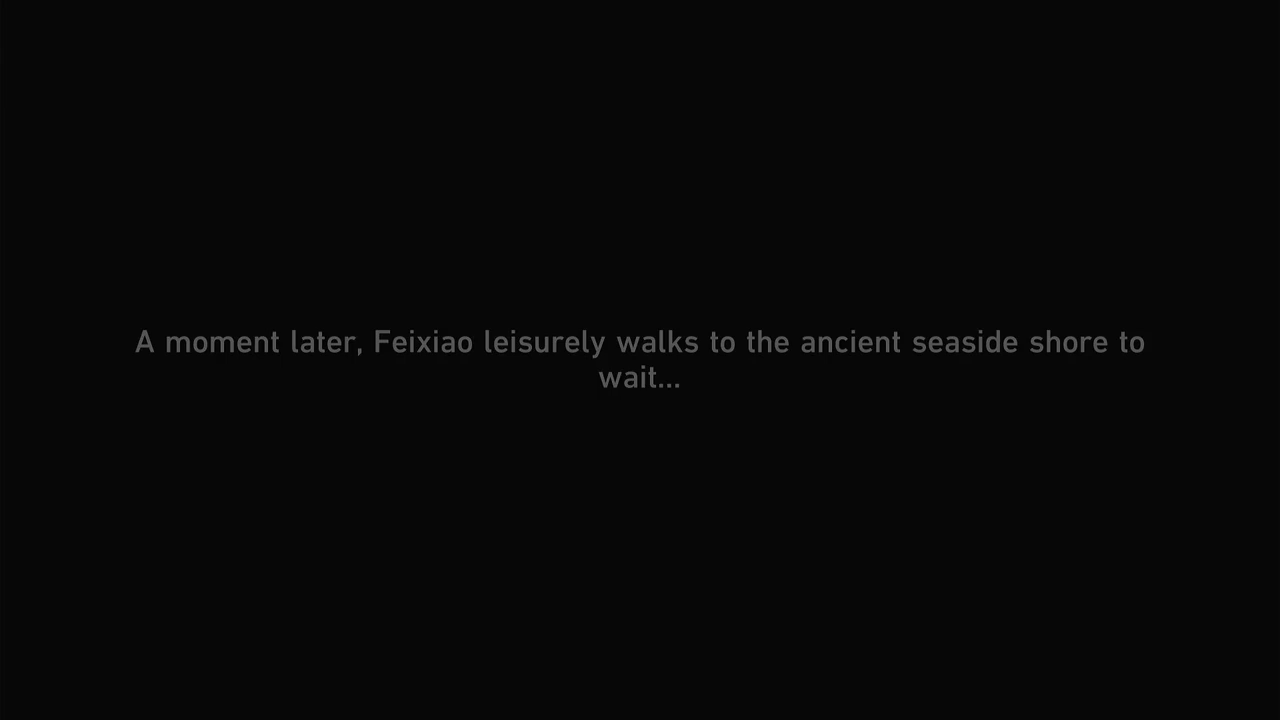 A moment later, Feixiao leisurely walks to the ancient seaside shore to
wait...